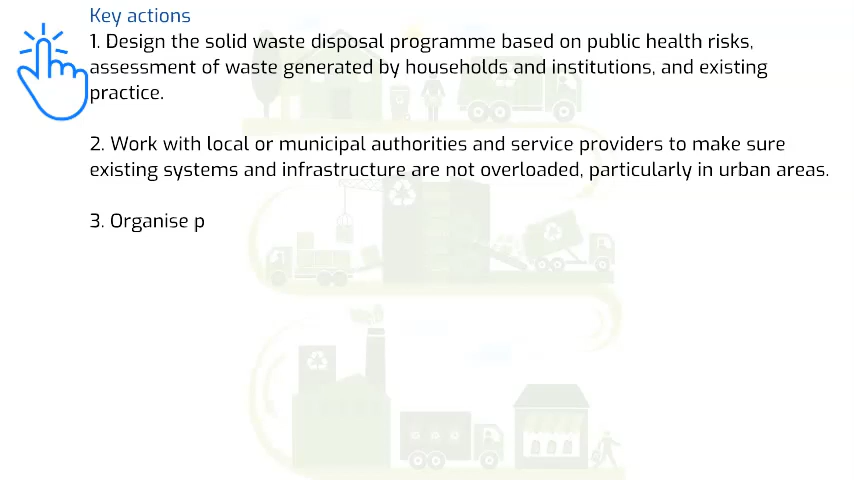 Key actions
1. Design the solid waste disposal programme based on public health risks,
assessment of waste generated by households and institutions, and existing
practice.
2. Work with local or municipal authorities and service providers to make sure
existing systems and infrastructure are not overloaded, particularly in urban areas.
3. Organise p